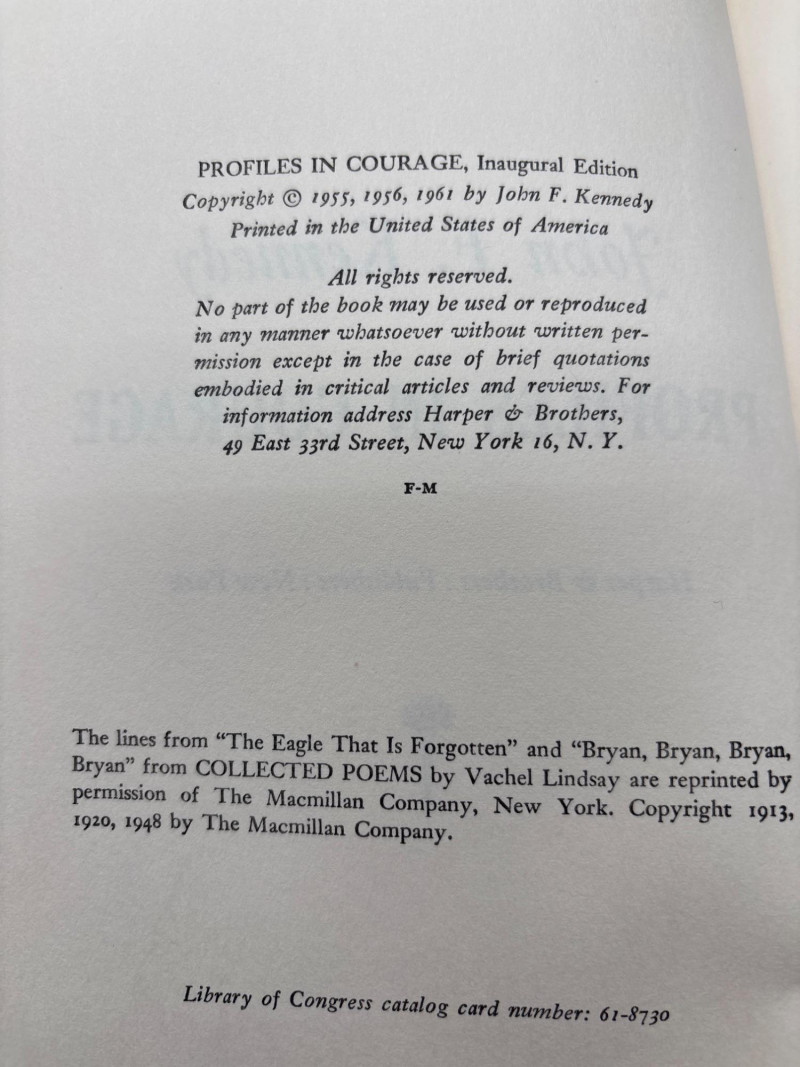 PROFILES IN COURAGE, Inaugural Edition
Copyright © 1955, 1956, 1961 by John F. Kennedy
Printed in the United States of America
All rights reserved.
No part of the book may be used or reproduced
in any manner whatsoever without written per-
mission except in the case of brief quotations
embodied in critical articles and reviews. For
information address Harper & Brothers,
49 East 33rd Street, New York 16, N. Y.
F-M
The lines from “The Eagle That Is Forgotten” and “Bryan, Bryan, Bryan,
Bryan” from COLLECTED POEMS by Vachel Lindsay are reprinted by
permission of The Macmillan Company, New York. Copyright 1913,
1920, 1948 by The Macmillan Company.
Library of Congress catalog card number: 61-8730